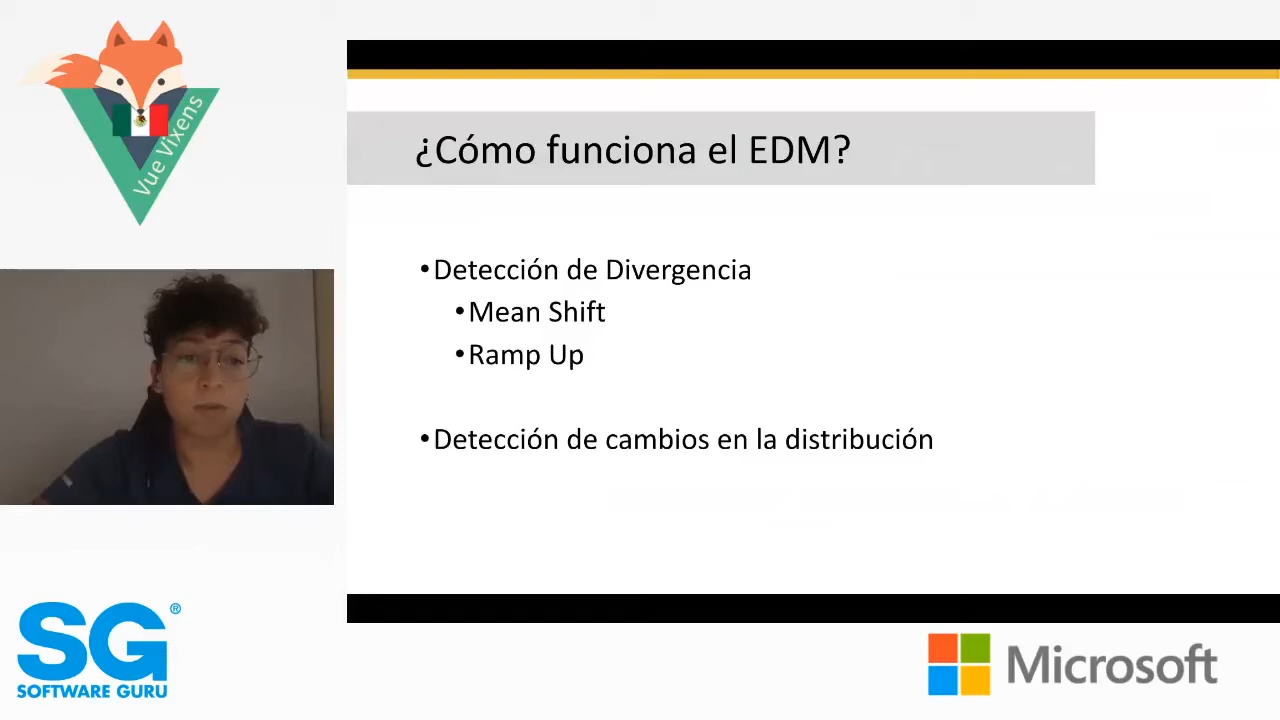 Vue Vixens
¿Cómo funciona el EDM?
•Detección de Divergencia
•Mean Shift
•Ramp Up
•Detección de cambios en la distribución
SG®
SOFTWARE GURU
Microsoft